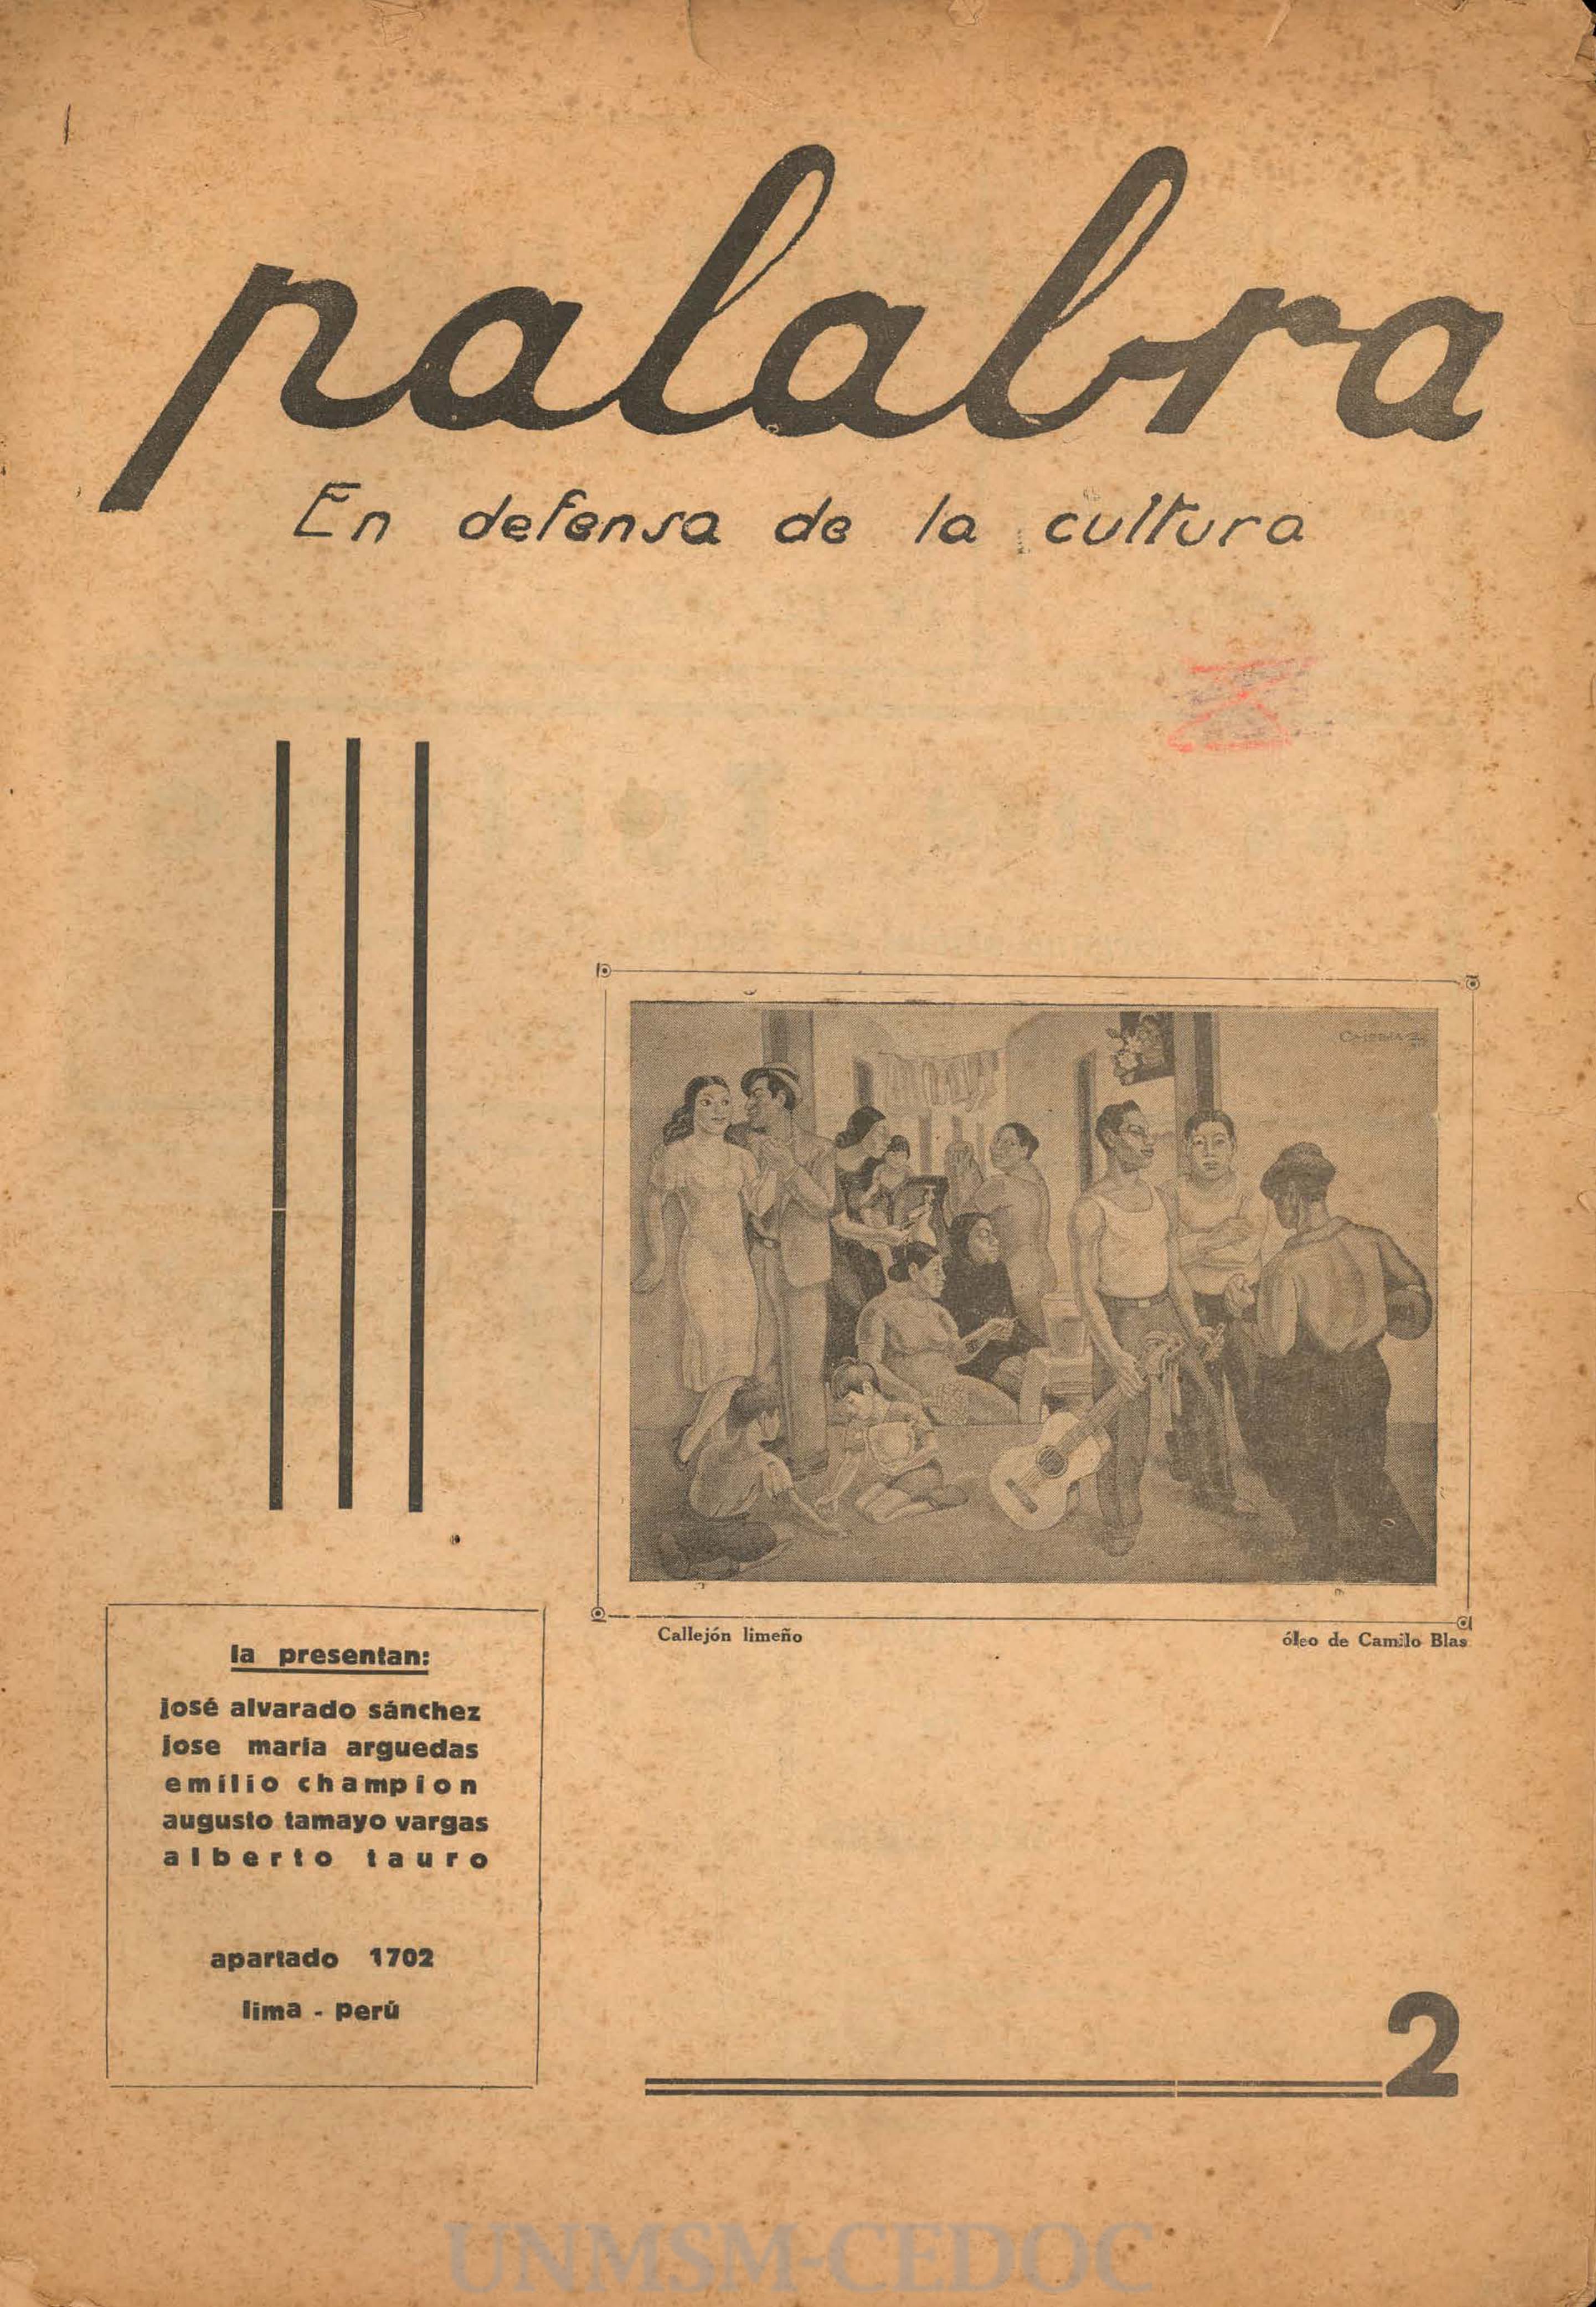 palabra
En defensa de la cultura
Callejón limeño
óleo de Camilo Blas
la presentan:
josé alvarado sánchez
jose maría arguedas
emilio champion
augusto tamayo vargas
alberto tauro
apartado 1702
lima - perú
2
UNMSM-CEDOC